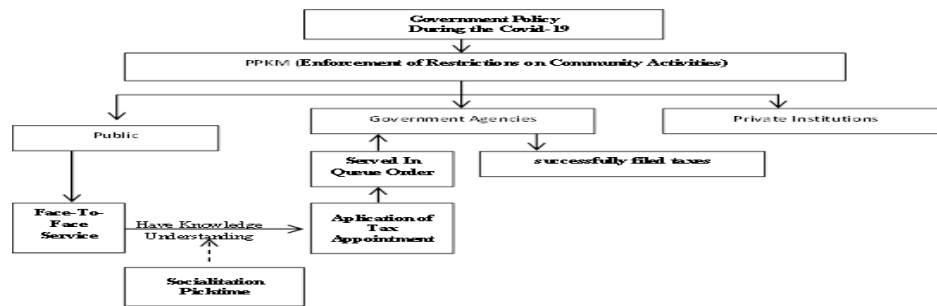 Government Policy
During the Covid-19
PPKM (Enforcement of Restrictions on Community Activities)
Public
Government Agencies
Private Institutions
Served In
Queue Order
successfully filed taxes
Face-To-
Face
Service
Have Knowledge
Understanding
Aplication of
Tax
Appointment
Socialitation
Picktime